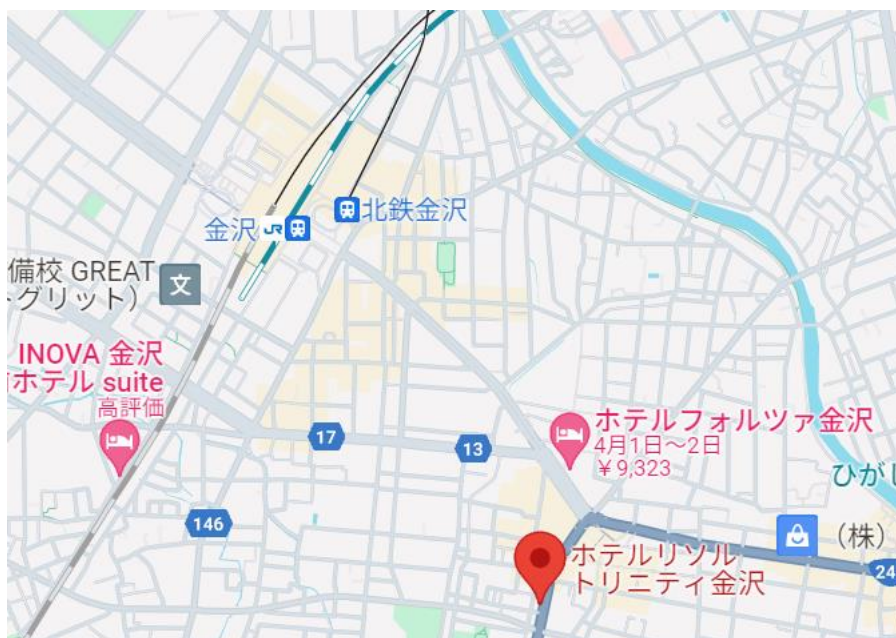 北鉄金沢
金沢
JR
備校 GREAT
トグリット)
文
INOVA 金沢
ホテル suite
高評価
ホテルフォルツァ金沢
4月1日~2日
¥9,323
17
13
ひがし
146
(株)
ホテルリソル
トリニティ金沢
24